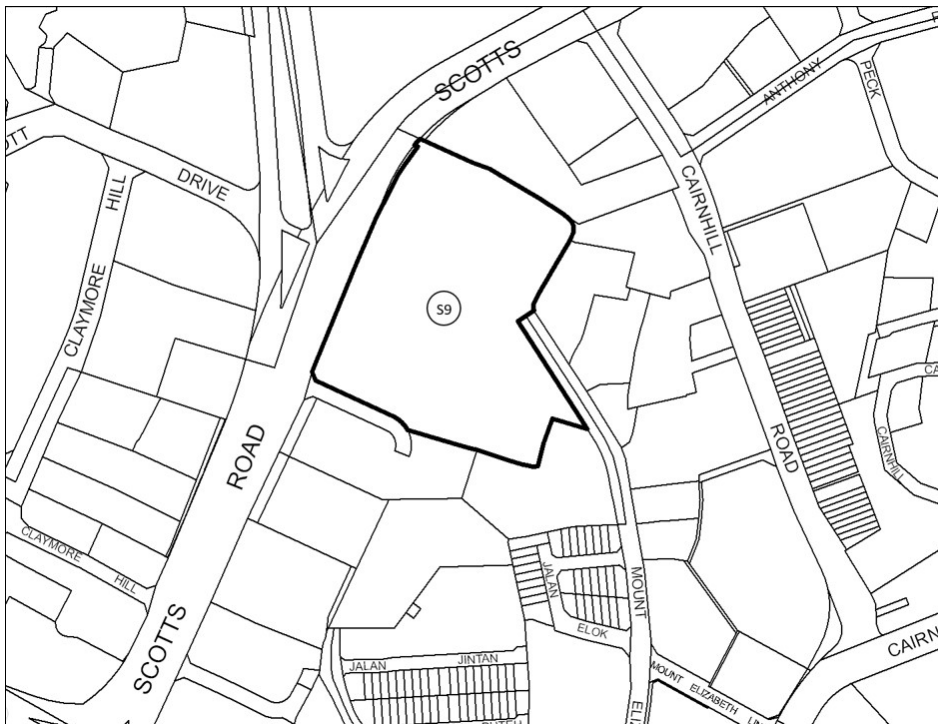 SCOTTS
ANTHONY
PECK
OTT
DRIVE
HILL
CLAYMORE
CAIRNHILL
S9
ROAD
ROAD
CAIRNHILL
CLAYMORE
HILL
SCOTTS
JALAN
ELOK
MOUNT
JALAN JINTAN
MOUNT ELIZABETH
CAIRN